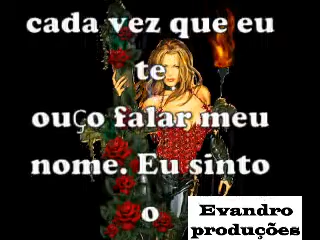 cada vez que eu
te
ouço falar meu
nome. Eu sinto
o
Evandro
produções